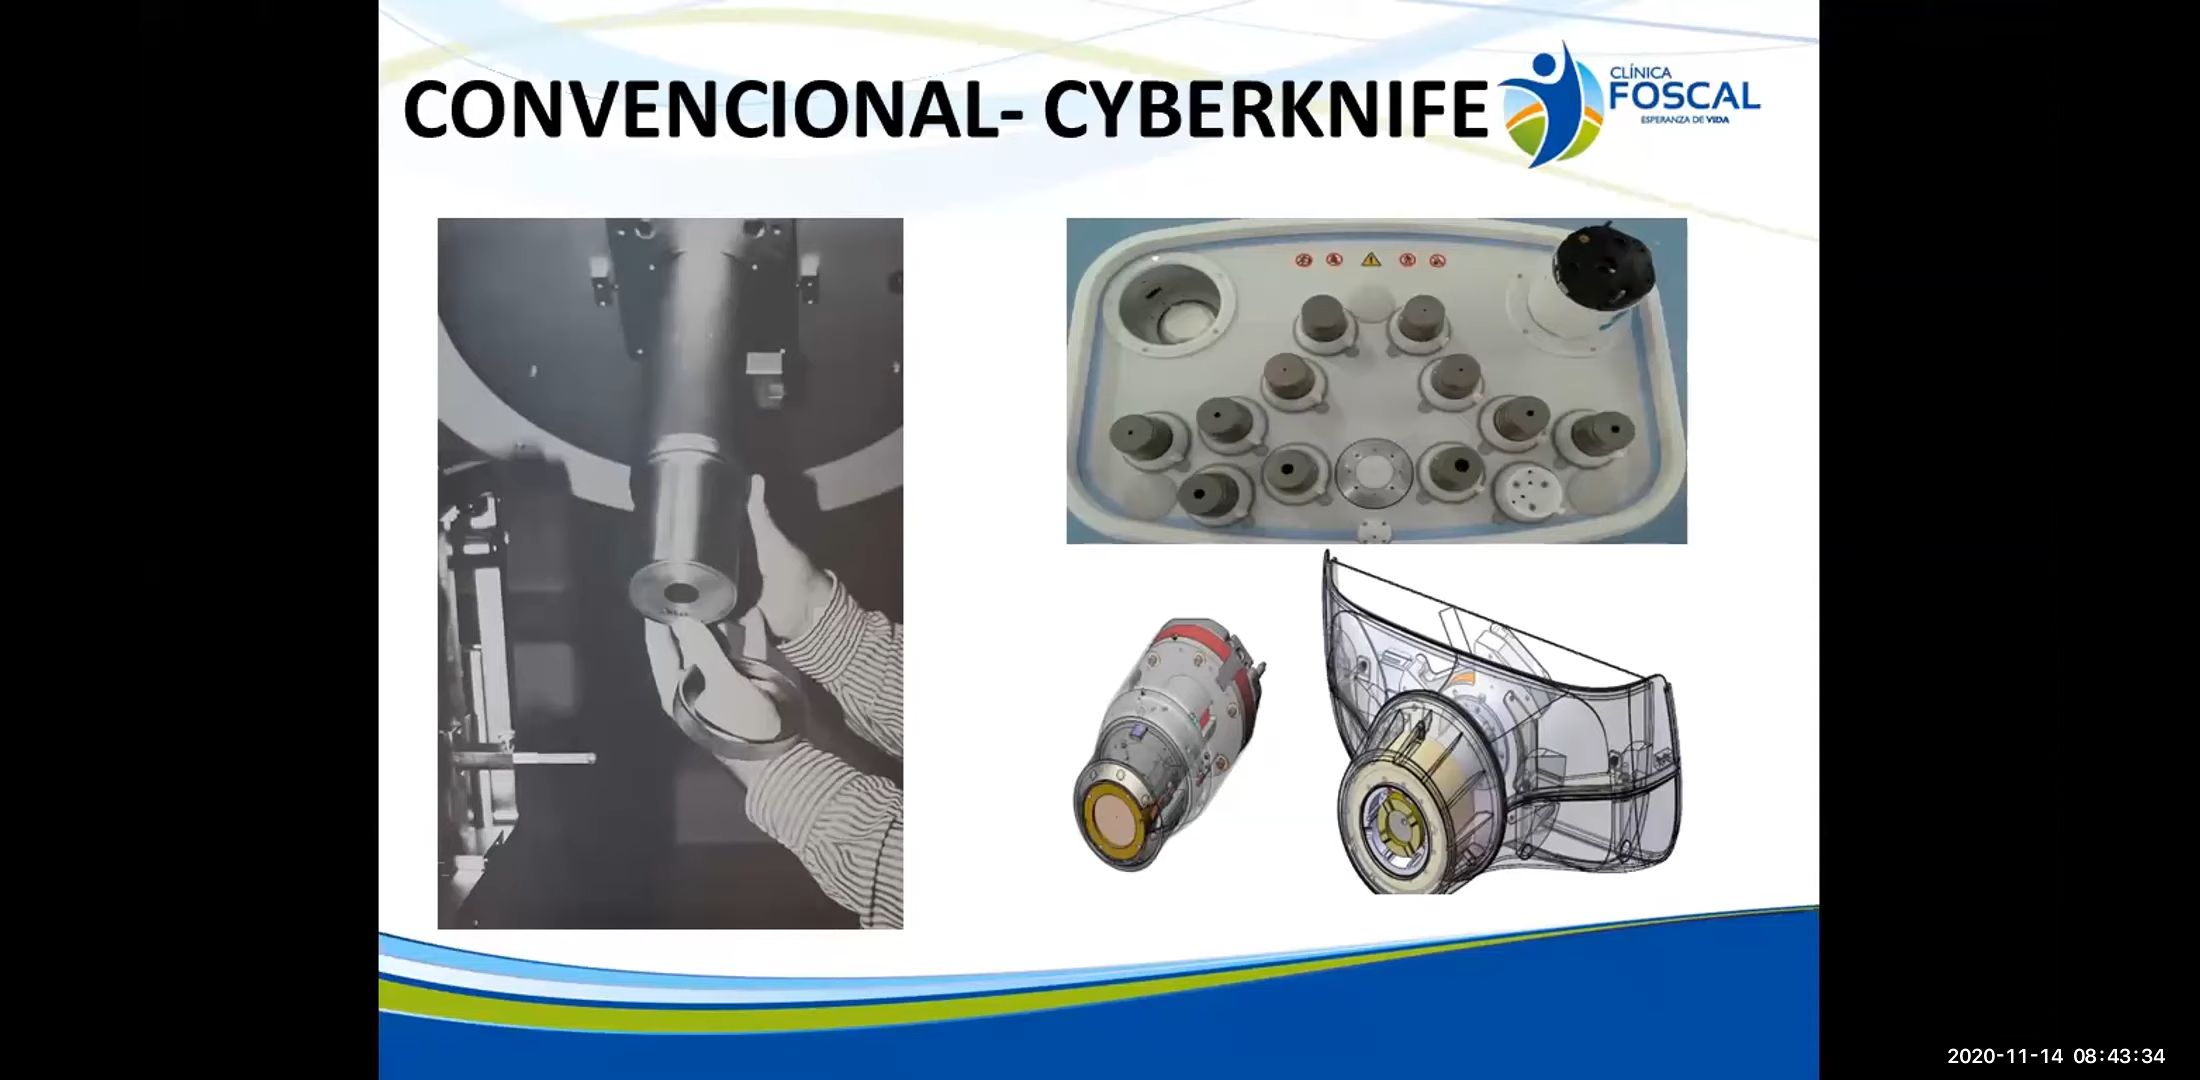 CONVENCIONAL- CYBERKNIFE
CLÍNICA
FOSCAL
ESPERANZA DE VIDA
2020-11-14 08:43:34